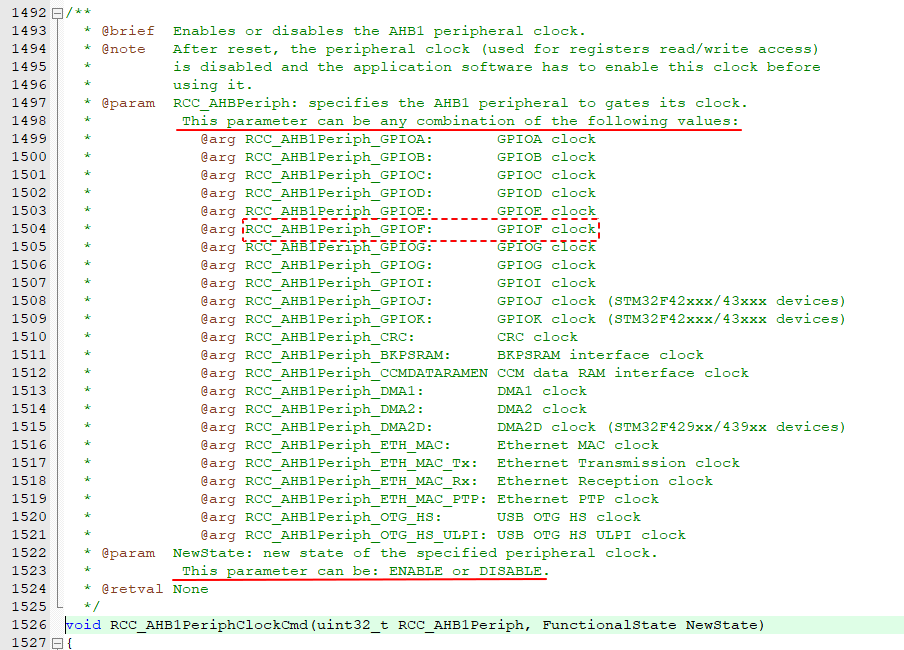 1492 /**
1493 * @brief Enables or disables the AHB1 peripheral clock.
1494 * @note After reset, the peripheral clock (used for registers read/write access)
1495 * is disabled and the application software has to enable this clock before
1496 * using it.
1497 * @param RCC_AHBPeriph: specifies the AHB1 peripheral to gates its clock.
1498 * This parameter can be any combination of the following values:
1499 * @arg RCC_AHB1Periph_GPIOA: GPIOA clock
1500 * @arg RCC_AHB1Periph_GPIOB: GPIOB clock
1501 * @arg RCC_AHB1Periph_GPIOC: GPIOC clock
1502 * @arg RCC_AHB1Periph_GPIOD: GPIOD clock
1503 * @arg RCC_AHB1Periph_GPIOE: GPIOE clock
1504 * @arg RCC_AHB1Periph_GPIOF: GPIOF clock
1505 * @arg RCC_AHB1Periph_GPIOG: GPIOG clock
1506 * @arg RCC_AHB1Periph_GPIOG: GPIOG clock
1507 * @arg RCC_AHB1Periph_GPIOI: GPIOI clock
1508 * @arg RCC_AHB1Periph_GPIOJ: GPIOJ clock (STM32F42xxx/43xxx devices)
1509 * @arg RCC_AHB1Periph_GPIOK: GPIOK clock (STM32F42xxx/43xxx devices)
1510 * @arg RCC_AHB1Periph_CRC: CRC clock
1511 * @arg RCC_AHB1Periph_BKPSRAM: BKPSRAM interface clock
1512 * @arg RCC_AHB1Periph_CCMDATARAMEN CCM data RAM interface clock
1513 * @arg RCC_AHB1Periph_DMA1: DMA1 clock
1514 * @arg RCC_AHB1Periph_DMA2: DMA2 clock
1515 * @arg RCC_AHB1Periph_DMA2D: DMA2D clock (STM32F429xx/439xx devices)
1516 * @arg RCC_AHB1Periph_ETH_MAC: Ethernet MAC clock
1517 * @arg RCC_AHB1Periph_ETH_MAC_Tx: Ethernet Transmission clock
1518 * @arg RCC_AHB1Periph_ETH_MAC_Rx: Ethernet Reception clock
1519 * @arg RCC_AHB1Periph_ETH_MAC_PTP: Ethernet PTP clock
1520 * @arg RCC_AHB1Periph_OTG_HS: USB OTG HS clock
1521 * @arg RCC_AHB1Periph_OTG_HS_ULPI: USB OTG HS ULPI clock
1522 * @param NewState: new state of the specified peripheral clock.
1523 * This parameter can be: ENABLE or DISABLE.
1524 * @retval None
1525 */
1526 void RCC_AHB1PeriphClockCmd(uint32_t RCC_AHB1Periph, FunctionalState NewState)
1527 {